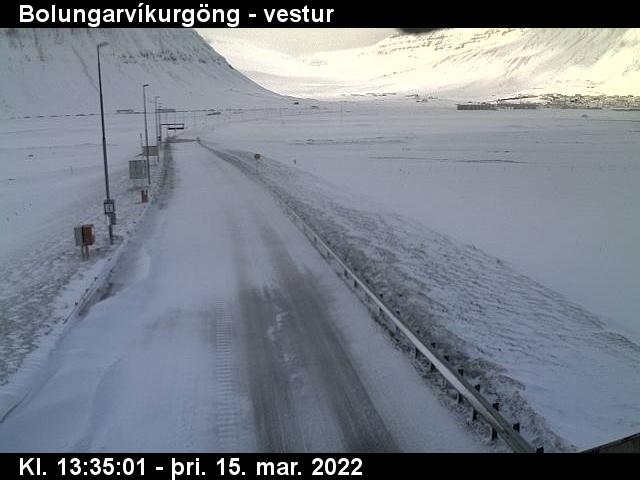 Bolungarvíkurgöng - vestur
Kl. 13:35:01 - þri. 15. mar. 2022